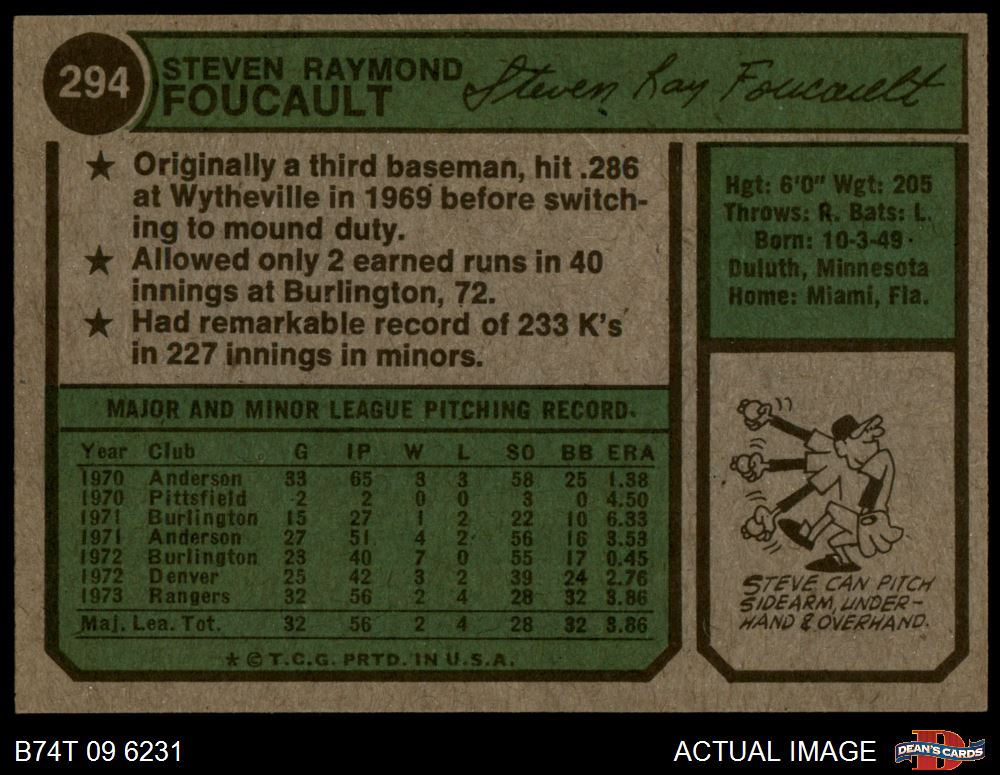 294
STEVEN RAYMOND
FOUCAULT
Steven Ray Foucault
★ Originally a third baseman, hit .286
at Wytheville in 1969 before switch-
ing to mound duty.
★ Allowed only 2 earned runs in 40
innings at Burlington, 72.
★ Had remarkable record of 233 K's
in 227 innings in minors.
Hgt: 6'0" Wgt: 205
Throws: R. Bats: L.
Born: 10-3-49
Duluth, Minnesota
Home: Miami, Fla.
MAJOR AND MINOR LEAGUE PITCHING RECORD
Year Club G IP W L SO BB ERA
1970 Anderson 33 65 3 3 58 25 1.38
1970 Pittsfield 2 2 0 0 3 0 4.50
1971 Burlington 15 27 1 2 22 10 6.33
1971 Anderson 27 51 4 2 56 16 3.53
1972 Burlington 23 40 7 0 55 17 0.45
1972 Denver 25 42 3 2 39 24 2.76
1973 Rangers 32 56 2 4 28 32 3.86
Maj. Lea. Tot. 32 56 2 4 28 32 3.86
★ © T.C.G. PRTD. IN U.S.A.
STEVE CAN PITCH
SIDEARM, UNDER-
HAND & OVERHAND.
B74T 09 6231
ACTUAL IMAGE
DEAN'S CARDS